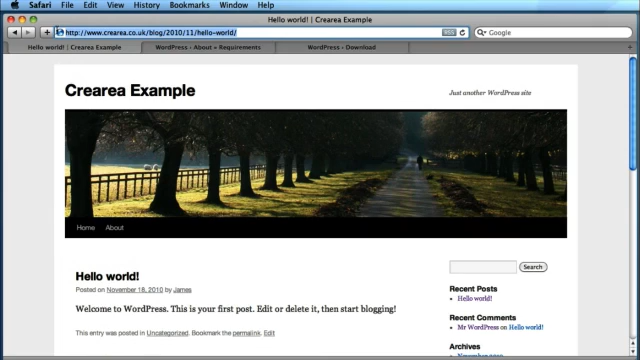 Safari File Edit View History Bookmarks Window Help
Hello world! | Crearea Example
http://www.crearea.co.uk/blog/2010/11/hello-world/ RSS Google
Hello world! | Crearea Example WordPress › About » Requirements WordPress › Download
Crearea Example
Just another WordPress site
Home About
Hello world!
Posted on November 18, 2010 by James
Welcome to WordPress. This is your first post. Edit or delete it, then start blogging!
This entry was posted in Uncategorized. Bookmark the permalink. Edit
Search
Recent Posts
Hello world!
Recent Comments
Mr WordPress on Hello world!
Archives
November 2010